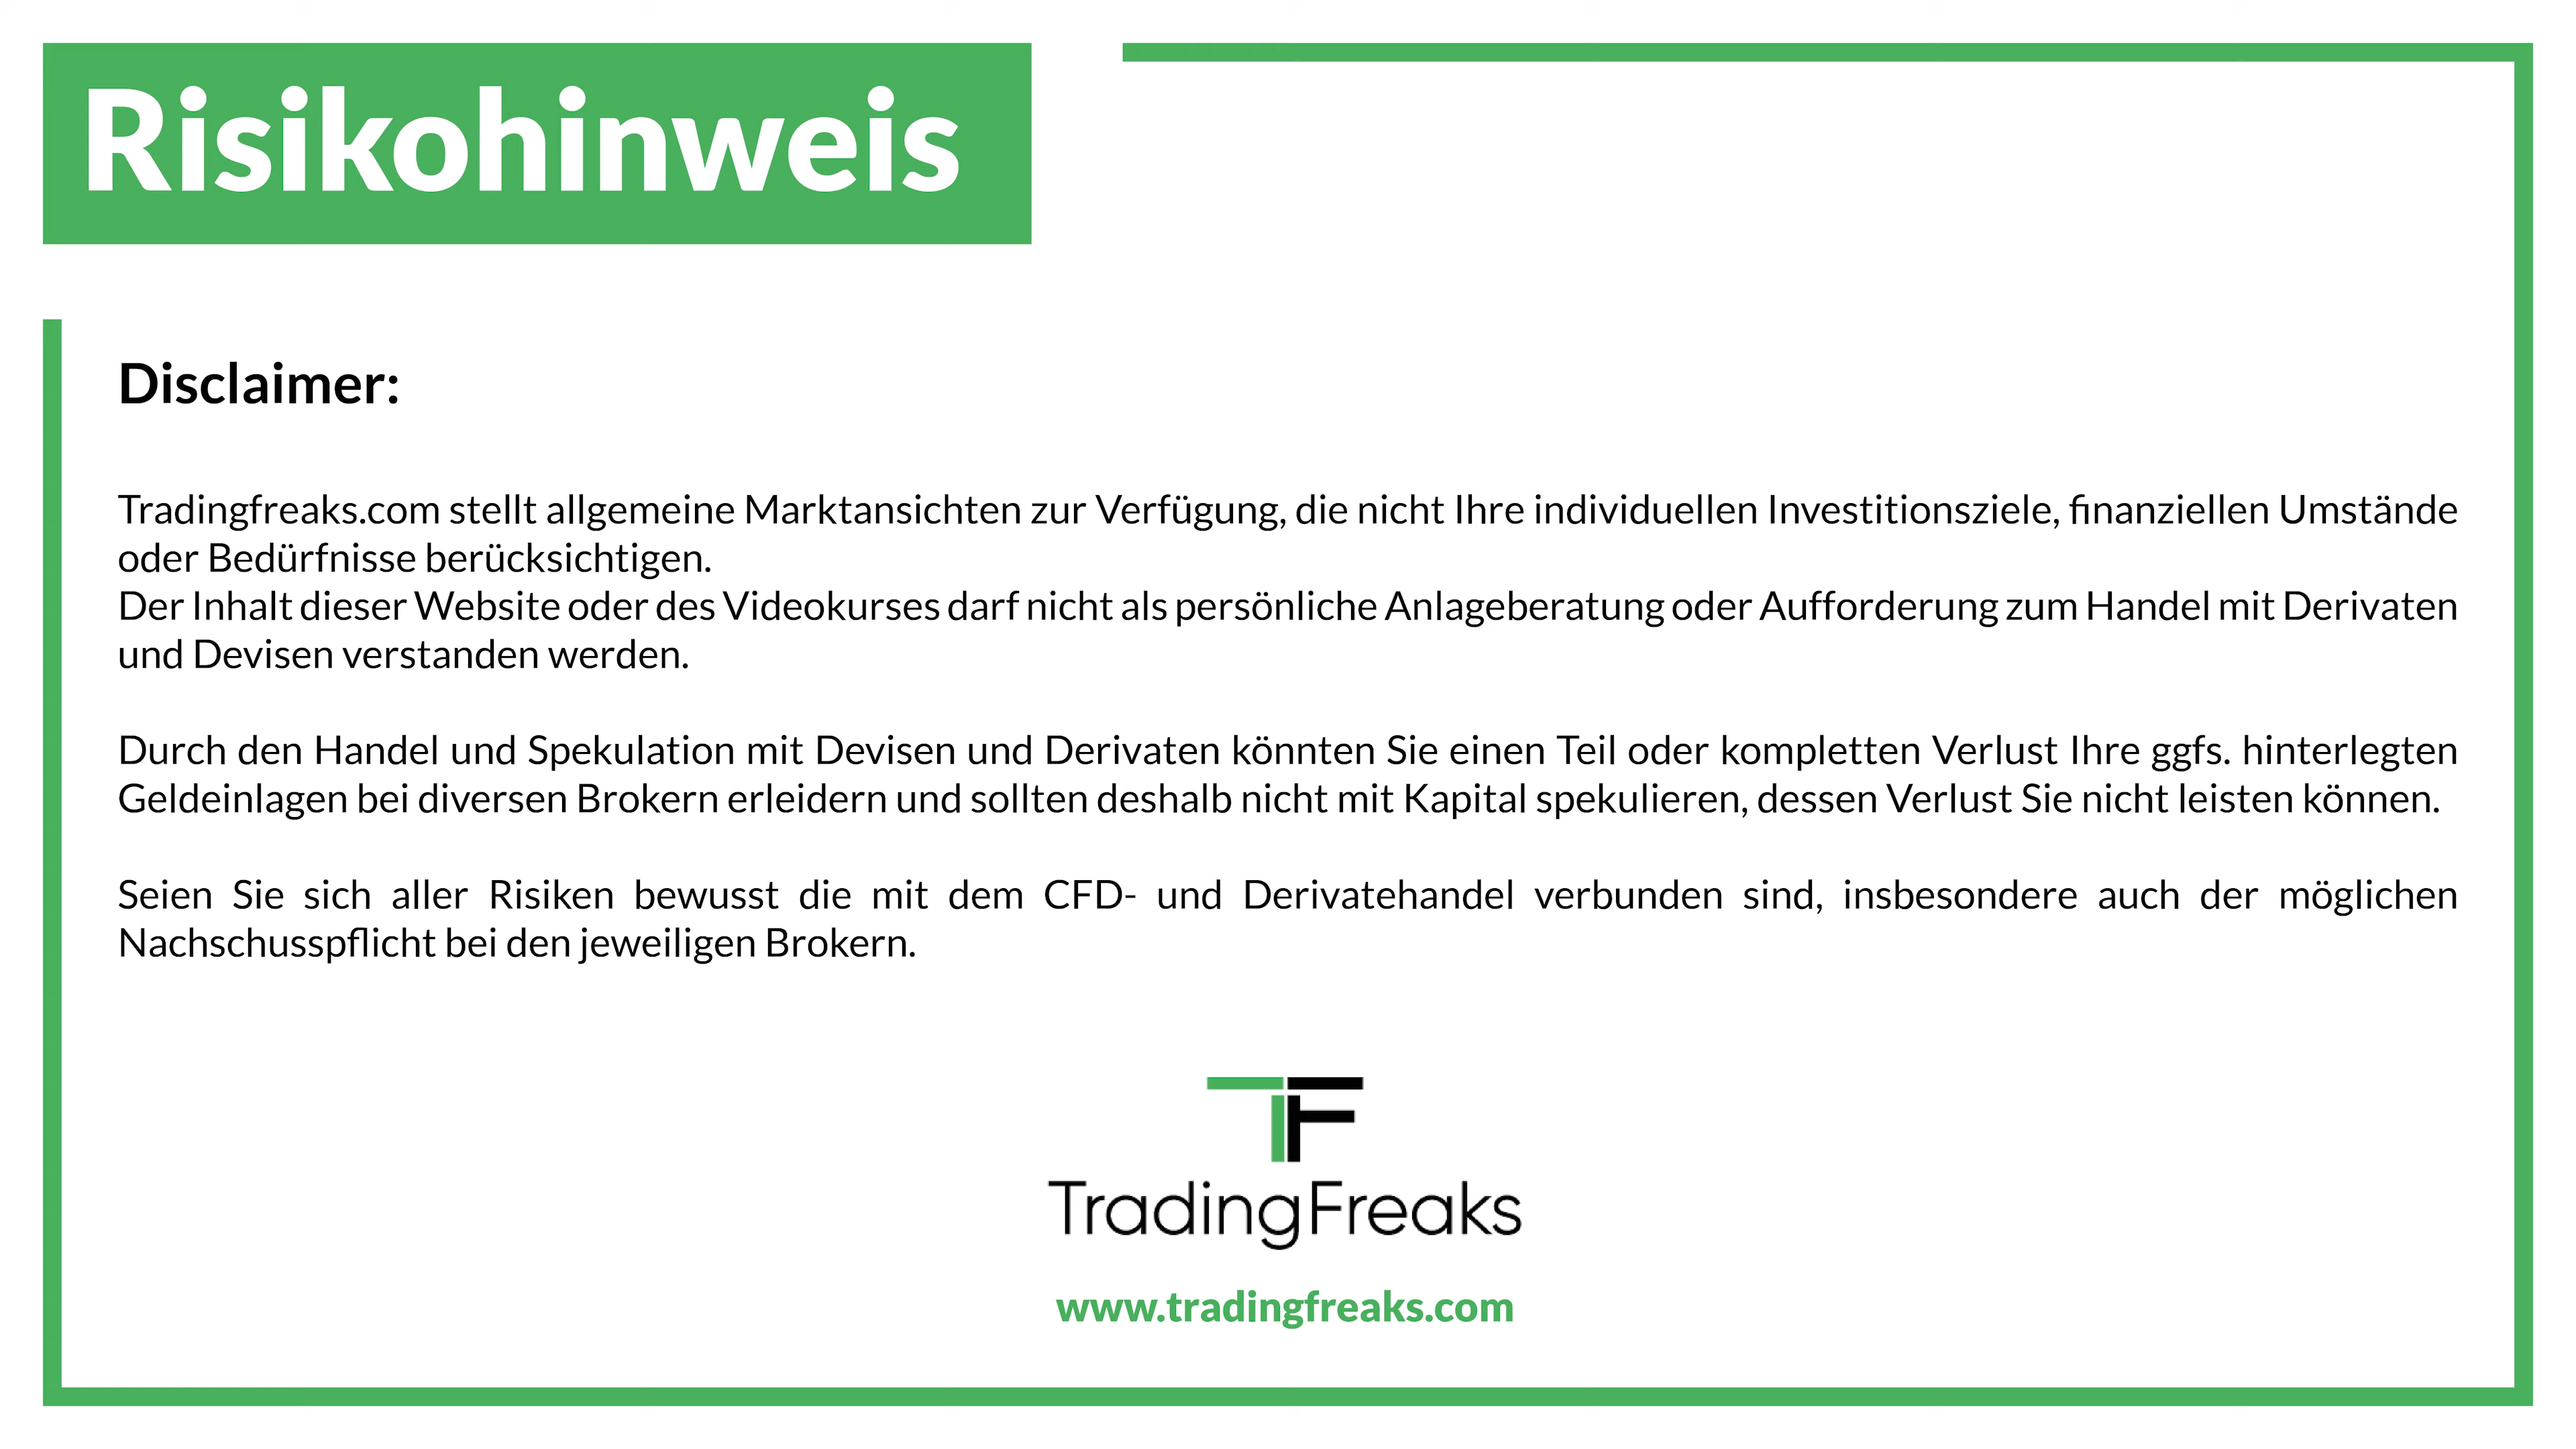 Risikohinweis
Disclaimer:
Tradingfreaks.com stellt allgemeine Marktansichten zur Verfügung, die nicht Ihre individuellen Investitionsziele, finanziellen Umstände
oder Bedürfnisse berücksichtigen.
Der Inhalt dieser Website oder des Videokurses darf nicht als persönliche Anlageberatung oder Aufforderung zum Handel mit Derivaten
und Devisen verstanden werden.
Durch den Handel und Spekulation mit Devisen und Derivaten könnten Sie einen Teil oder kompletten Verlust Ihre ggfs. hinterlegten
Geldeinlagen bei diversen Brokern erleidern und sollten deshalb nicht mit Kapital spekulieren, dessen Verlust Sie nicht leisten können.
Seien Sie sich aller Risiken bewusst die mit dem CFD- und Derivatehandel verbunden sind, insbesondere auch der möglichen
Nachschusspflicht bei den jeweiligen Brokern.
TF
TradingFreaks
www.tradingfreaks.com